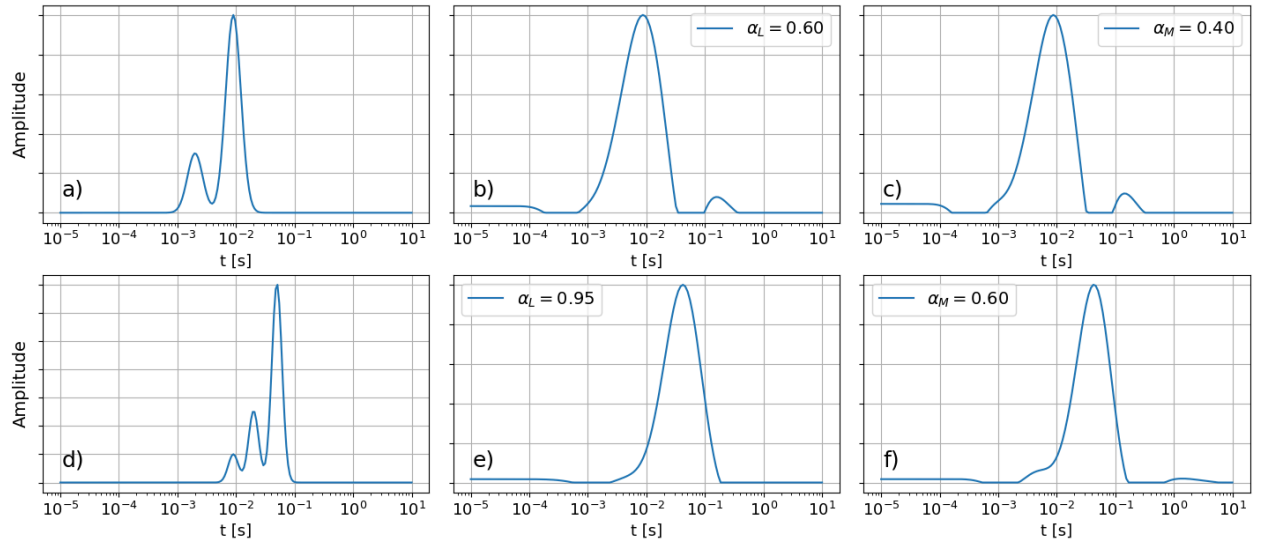 Amplitude
a)
10⁻⁵ 10⁻⁴ 10⁻³ 10⁻² 10⁻¹ 10⁰ 10¹
t [s]
α_L = 0.60
b)
10⁻⁵ 10⁻⁴ 10⁻³ 10⁻² 10⁻¹ 10⁰ 10¹
t [s]
α_M = 0.40
c)
10⁻⁵ 10⁻⁴ 10⁻³ 10⁻² 10⁻¹ 10⁰ 10¹
t [s]
Amplitude
d)
10⁻⁵ 10⁻⁴ 10⁻³ 10⁻² 10⁻¹ 10⁰ 10¹
t [s]
α_L = 0.95
e)
10⁻⁵ 10⁻⁴ 10⁻³ 10⁻² 10⁻¹ 10⁰ 10¹
t [s]
α_M = 0.60
f)
10⁻⁵ 10⁻⁴ 10⁻³ 10⁻² 10⁻¹ 10⁰ 10¹
t [s]